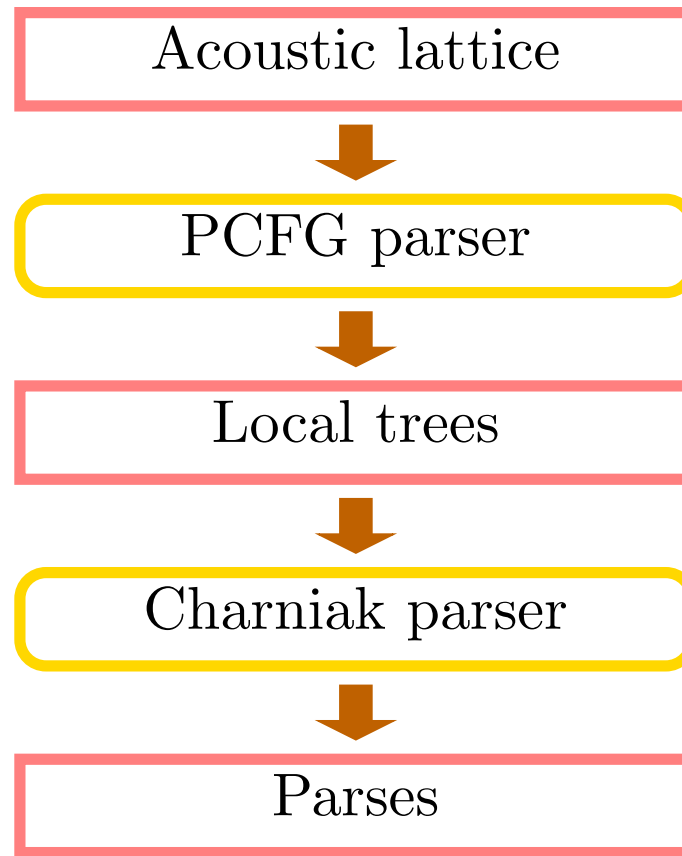 Acoustic lattice
PCFG parser
Local trees
Charniak parser
Parses